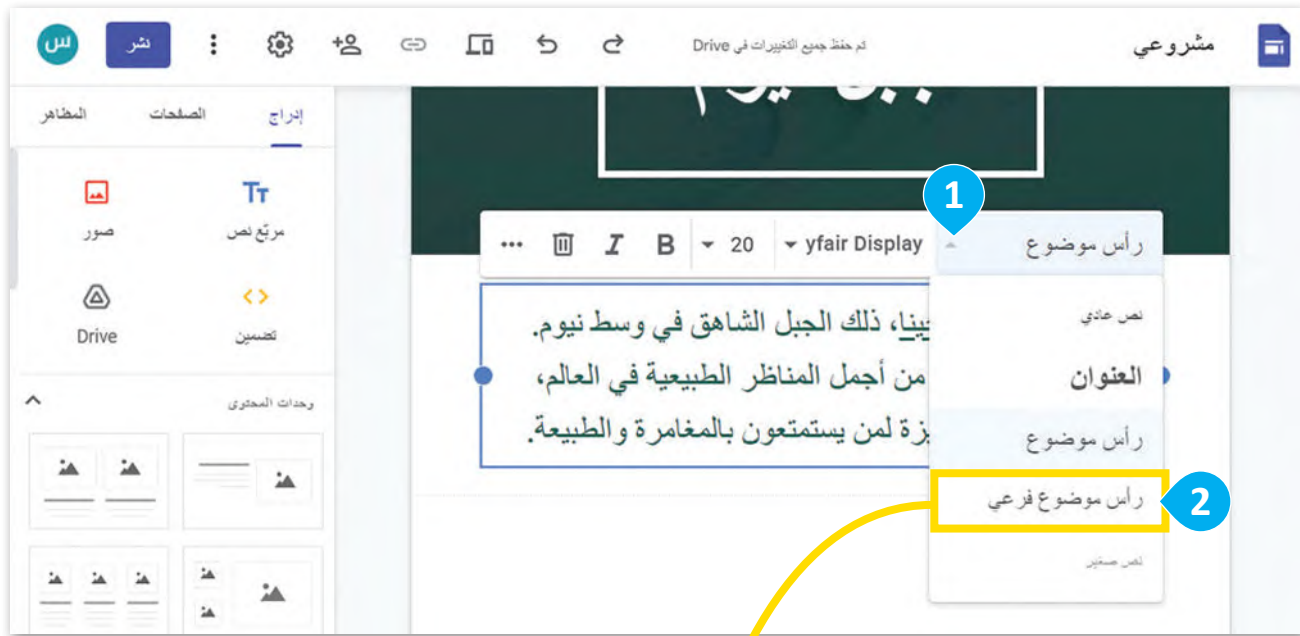 مشروعي
تم حفظ جميع التغييرات في Drive
نشر
س
إدراج
الصفحات
المظاهر
مربّع نص
صور
تضمين
Drive
وحدات المحتوى
1
رأس موضوع
yfair Display
20
B
I
نص عادي
العنوان
رأس موضوع
رأس موضوع فرعي
2
نص صغير
ذلك الجبل الشاهق في وسط نيوم.
من أجمل المناظر الطبيعية في العالم،
لمن يستمتعون بالمغامرة والطبيعة.